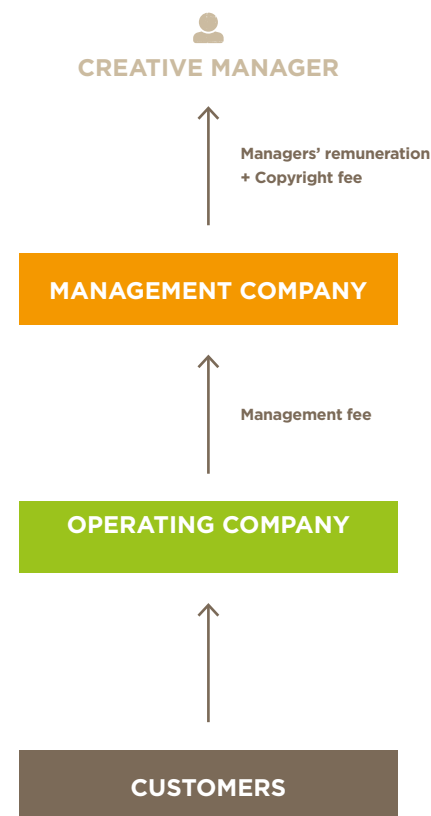 CREATIVE MANAGER
Managers’ remuneration
+ Copyright fee
MANAGEMENT COMPANY
Management fee
OPERATING COMPANY
CUSTOMERS